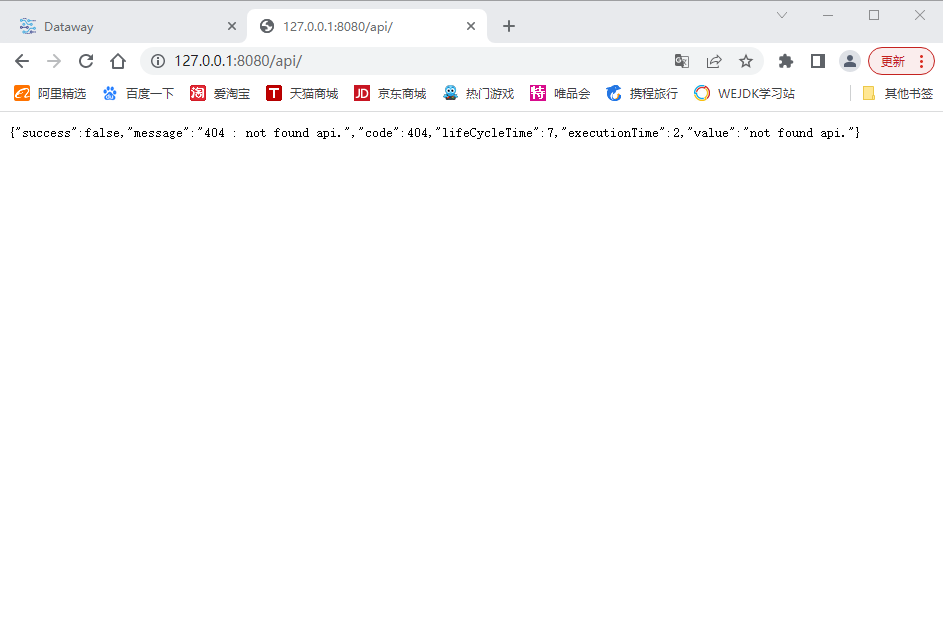 Dataway
127.0.0.1:8080/api/
127.0.0.1:8080/api/
更新
阿里精选 百度一下 淘 爱淘宝 T 天猫商城 JD 京东商城 热门游戏 特 唯品会 携程旅行 WEJDK学习站 其他书签
{"success":false,"message":"404 : not found api.","code":404,"lifeCycleTime":7,"executionTime":2,"value":"not found api."}